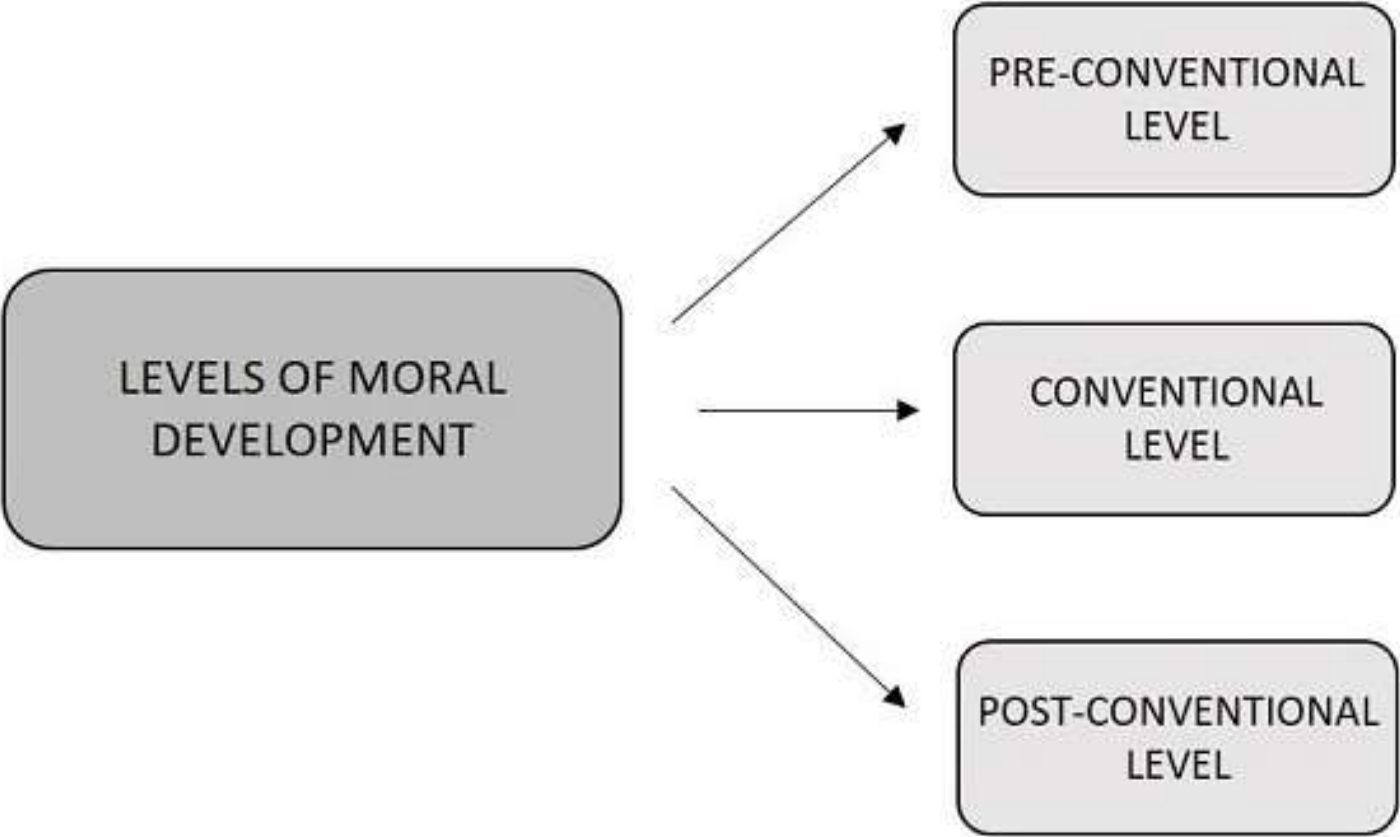 LEVELS OF MORAL
DEVELOPMENT
PRE-CONVENTIONAL
LEVEL
CONVENTIONAL
LEVEL
POST-CONVENTIONAL
LEVEL